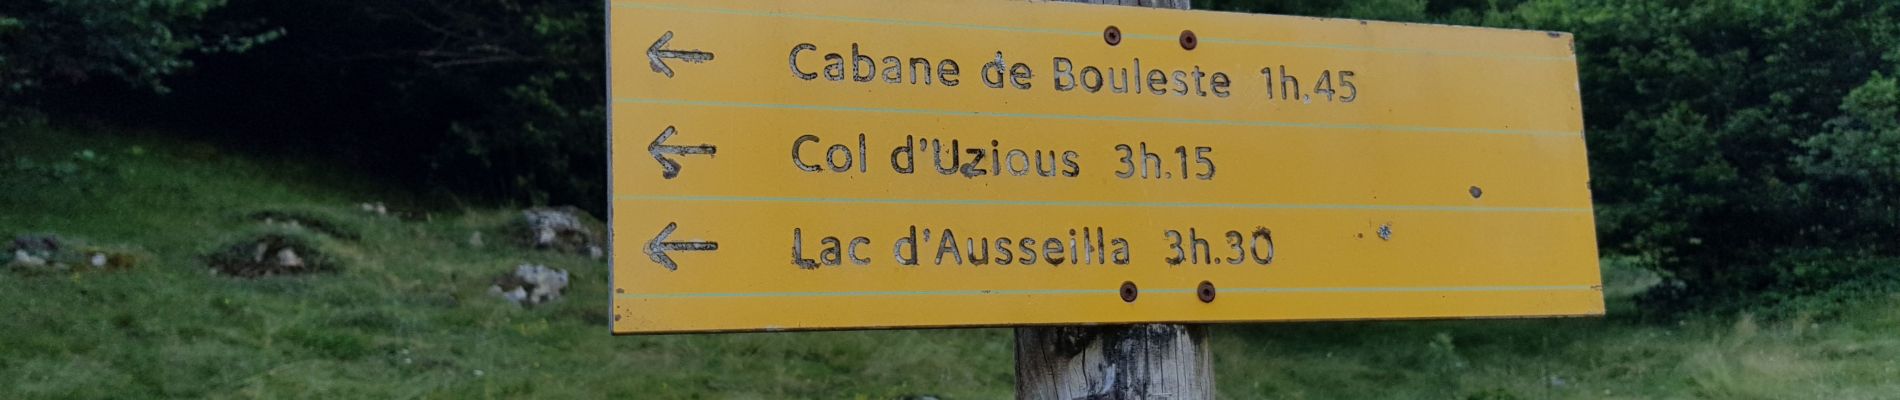 ← Cabane de Bouleste 1h.45
← Col d'Uzious 3h.15
← Lac d'Ausseilla 3h.30